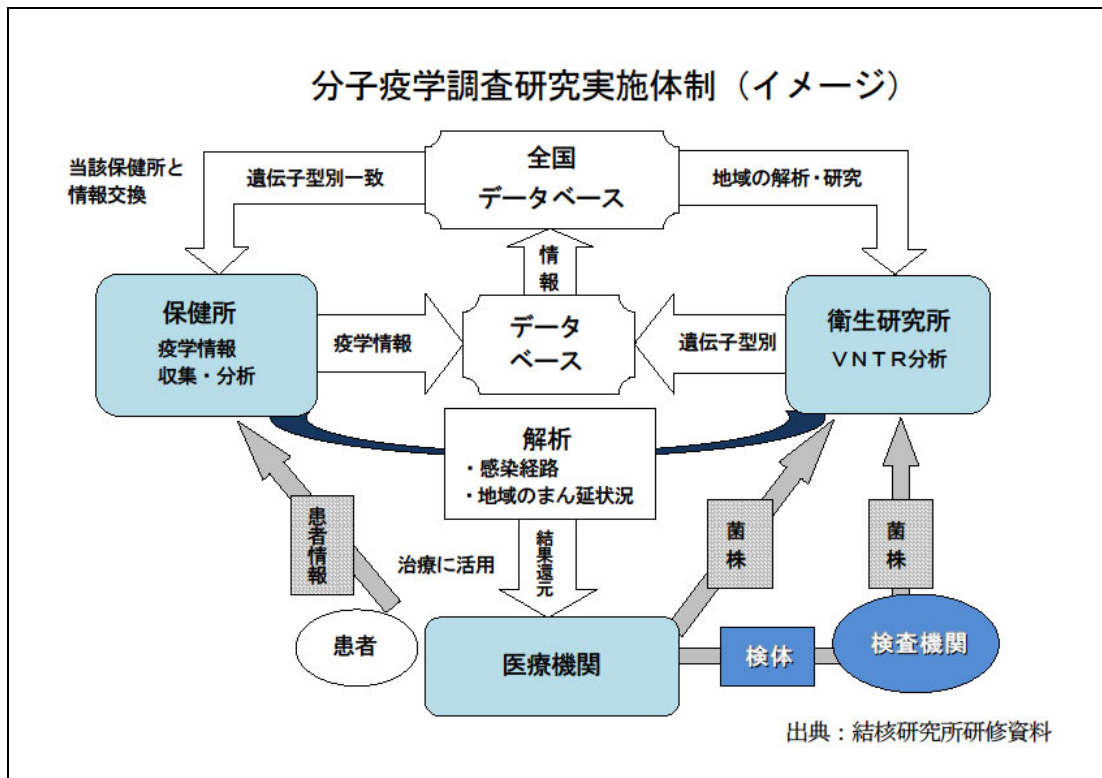 分子疫学調査研究実施体制（イメージ）
当該保健所と
情報交換
遺伝子型別一致
全国
データベース
地域の解析・研究
情報
保健所
疫学情報
収集・分析
疫学情報
データ
ベース
遺伝子型別
衛生研究所
ＶＮＴＲ分析
解析
・感染経路
・地域のまん延状況
患者情報
治療に活用
結果還元
菌株
菌株
患者
医療機関
検体
検査機関
出典：結核研究所研修資料